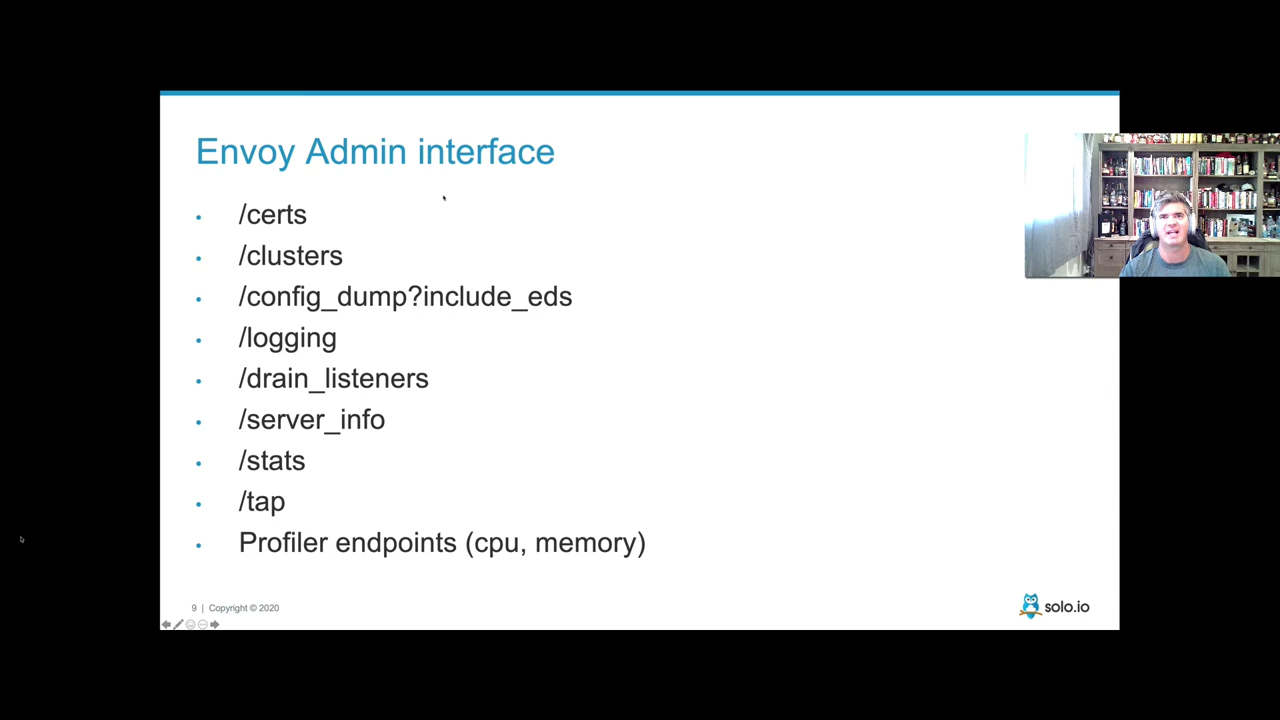 Envoy Admin interface
• /certs
• /clusters
• /config_dump?include_eds
• /logging
• /drain_listeners
• /server_info
• /stats
• /tap
• Profiler endpoints (cpu, memory)
9 | Copyright © 2020
solo.io